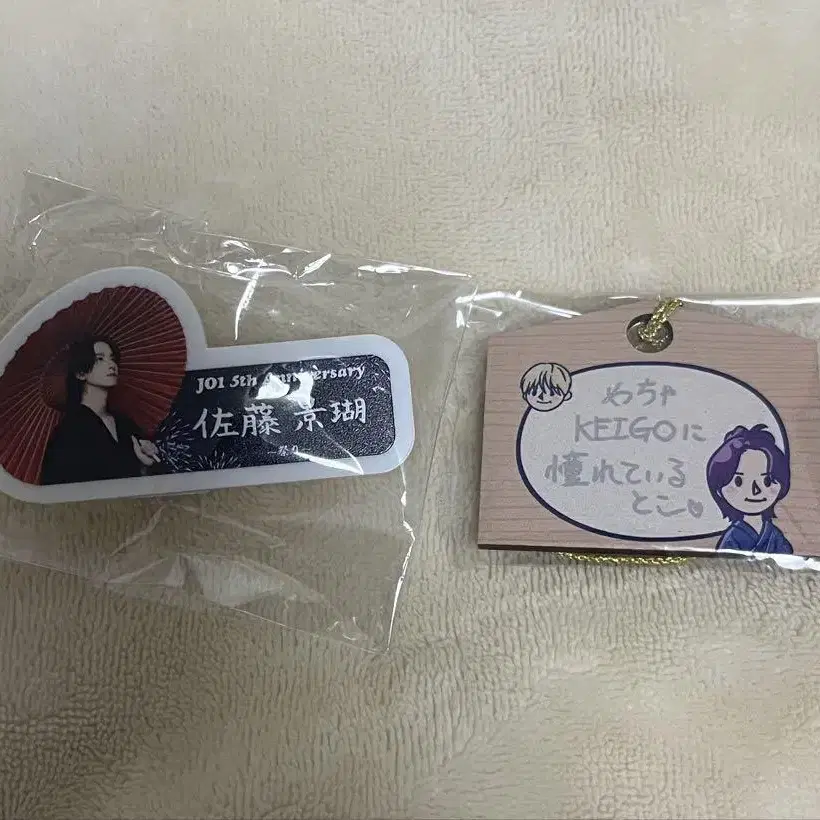 JO1 5th Anniversary
佐藤 景瑚
めちゃ
KEIGOに
憧れている
とこ♡